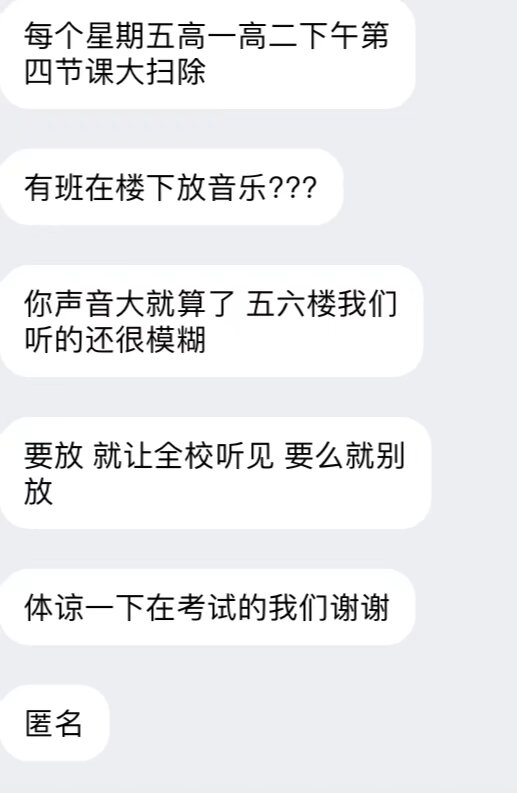 每个星期五高一高二下午第
四节课大扫除
有班在楼下放音乐???
你声音大就算了 五六楼我们
听的还很模糊
要放 就让全校听见 要么就别
放
体谅一下在考试的我们谢谢
匿名